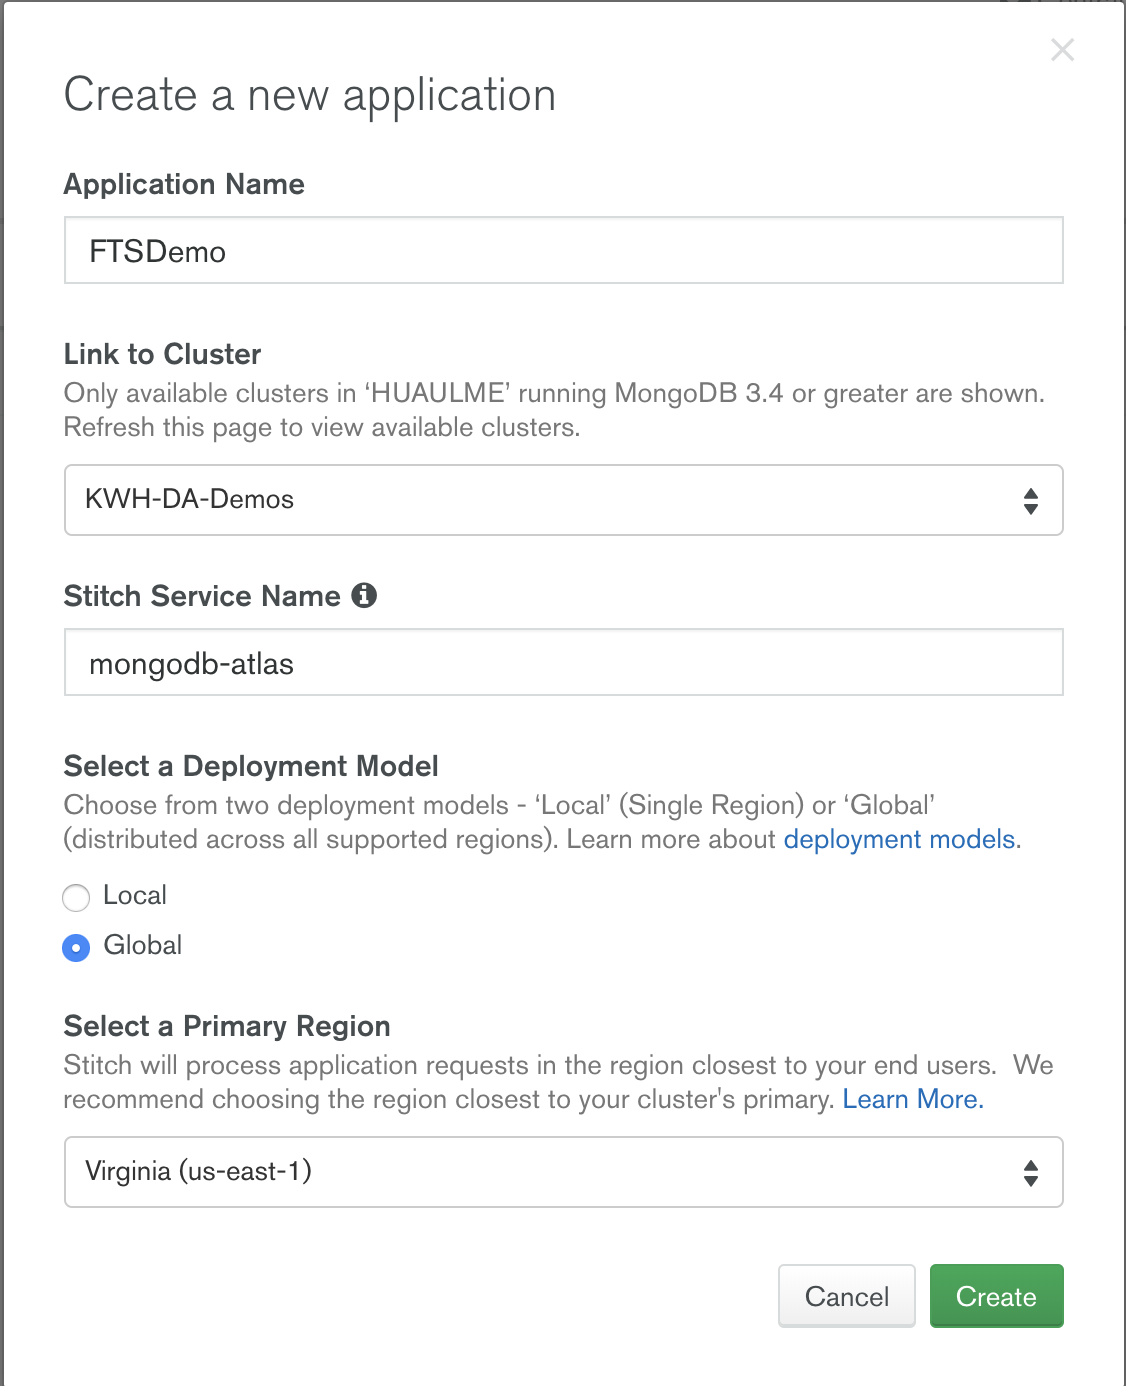 Create a new application
Application Name
FTSDemo
Link to Cluster
Only available clusters in ‘HUAULME’ running MongoDB 3.4 or greater are shown.
Refresh this page to view available clusters.
KWH-DA-Demos
Stitch Service Name
mongodb-atlas
Select a Deployment Model
Choose from two deployment models - ‘Local’ (Single Region) or ‘Global’
(distributed across all supported regions). Learn more about deployment models.
Local
Global
Select a Primary Region
Stitch will process application requests in the region closest to your end users.  We
recommend choosing the region closest to your cluster's primary. Learn More.
Virginia (us-east-1)
Cancel
Create